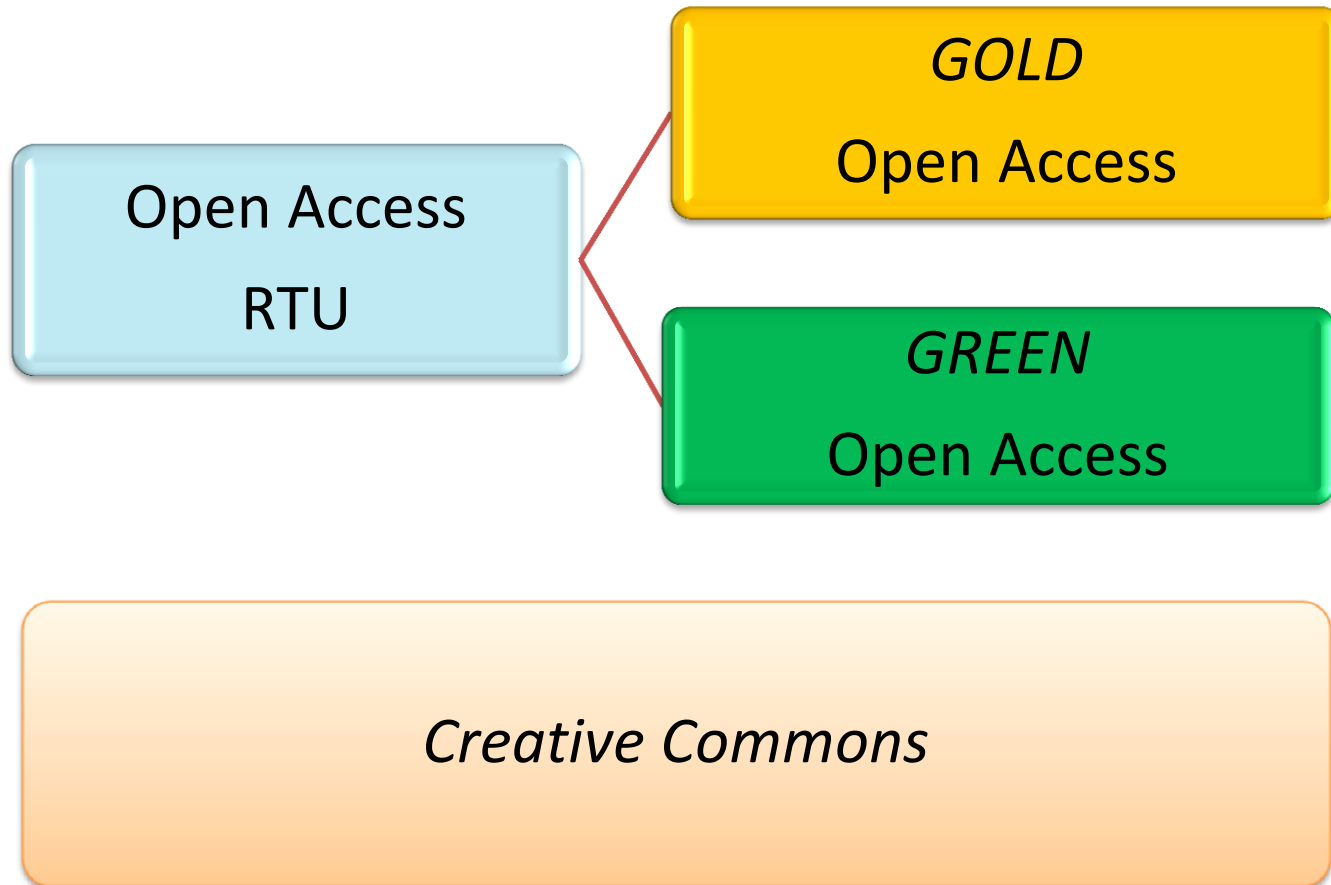 Open Access
RTU
GOLD
Open Access
GREEN
Open Access
Creative Commons